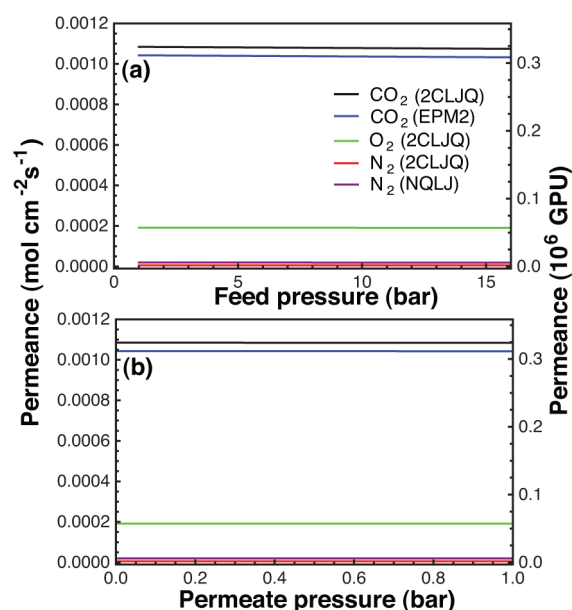 0.0012
0.0010
0.0008
0.0006
0.0004
0.0002
0.0000
(a)
CO2 (2CLJQ)
CO2 (EPM2)
O2 (2CLJQ)
N2 (2CLJQ)
N2 (NQLJ)
0.3
0.2
0.1
0.0
0
5
10
15
Feed pressure (bar)
Permeance (mol cm-2s-1)
Permeance (10^6 GPU)
0.0012
0.0010
0.0008
0.0006
0.0004
0.0002
0.0000
(b)
0.3
0.2
0.1
0.0
0.0
0.2
0.4
0.6
0.8
1.0
Permeate pressure (bar)